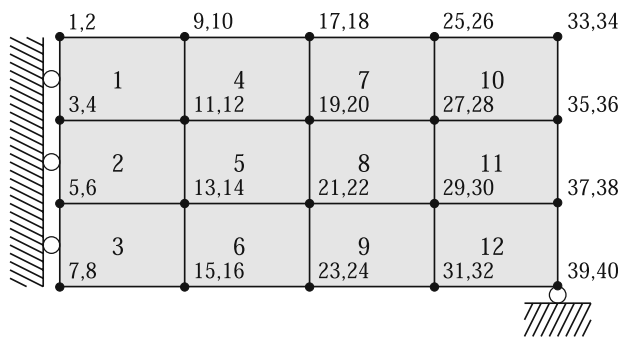 1,2 9,10 17,18 25,26 33,34
1 4 7 10
3,4 11,12 19,20 27,28 35,36
2 5 8 11
5,6 13,14 21,22 29,30 37,38
3 6 9 12
7,8 15,16 23,24 31,32 39,40